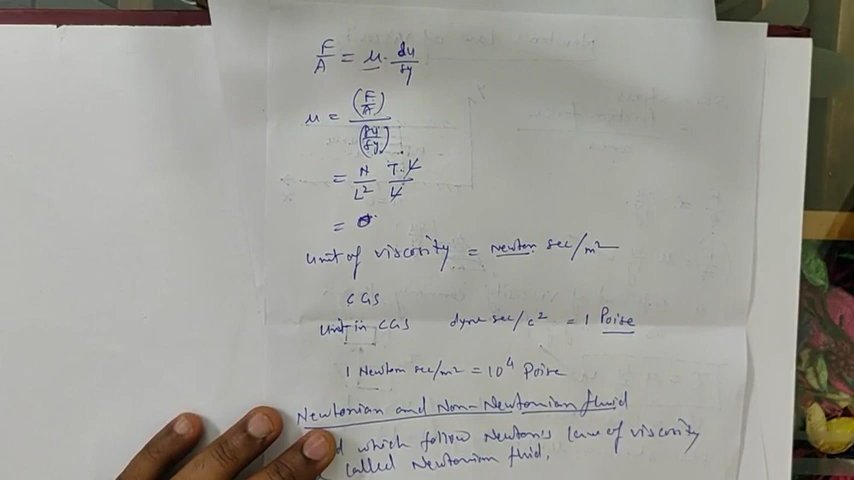 F/A = μ. du/dy
μ = (F/A) / (du/dy)
= N/L² T.L/L
=
Unit of viscosity = newton sec/m²
CGS
Unit in CGS dyne sec/c² = 1 Poise
1 Newton sec/m² = 10⁴ Poise
Newtonian and Non-Newtonian fluid
which follow Newton's law of viscosity
called Newtonian fluid.